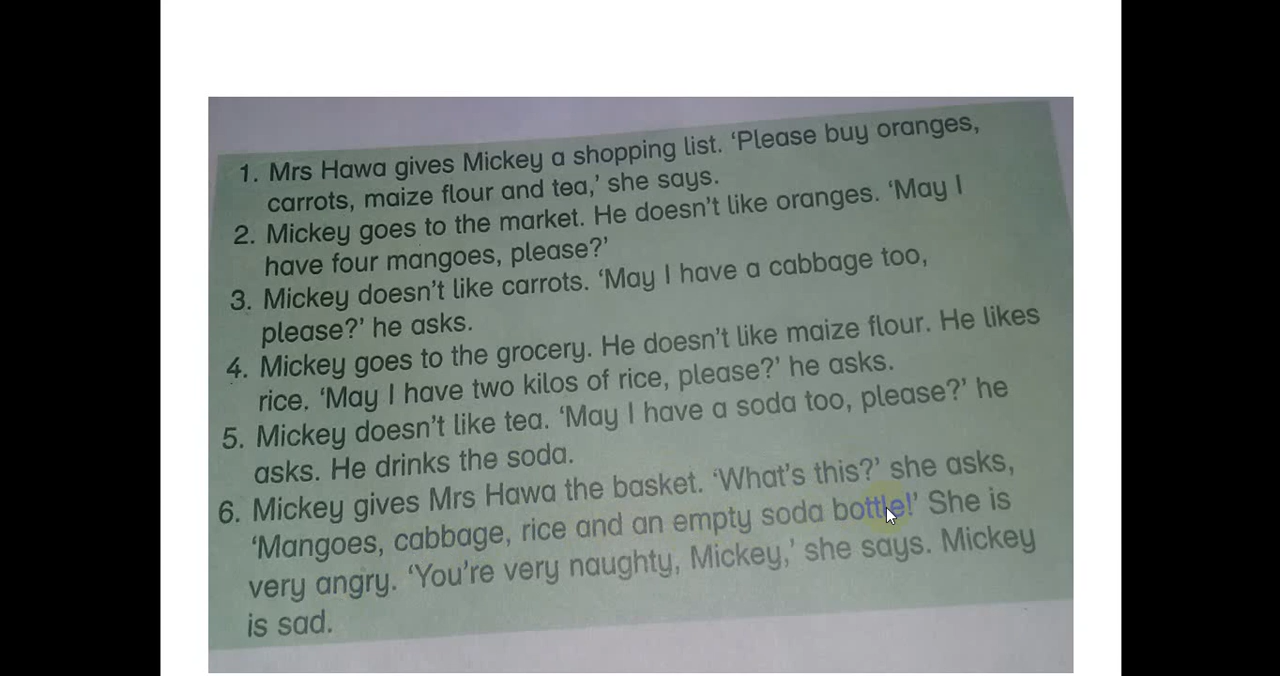 1. Mrs Hawa gives Mickey a shopping list. ‘Please buy oranges,
carrots, maize flour and tea,’ she says.
2. Mickey goes to the market. He doesn’t like oranges. ‘May I
have four mangoes, please?’
3. Mickey doesn’t like carrots. ‘May I have a cabbage too,
please?’ he asks.
4. Mickey goes to the grocery. He doesn’t like maize flour. He likes
rice. ‘May I have two kilos of rice, please?’ he asks.
5. Mickey doesn’t like tea. ‘May I have a soda too, please?’ he
asks. He drinks the soda.
6. Mickey gives Mrs Hawa the basket. ‘What’s this?’ she asks,
‘Mangoes, cabbage, rice and an empty soda bottle!’ She is
very angry. ‘You’re very naughty, Mickey,’ she says. Mickey
is sad.